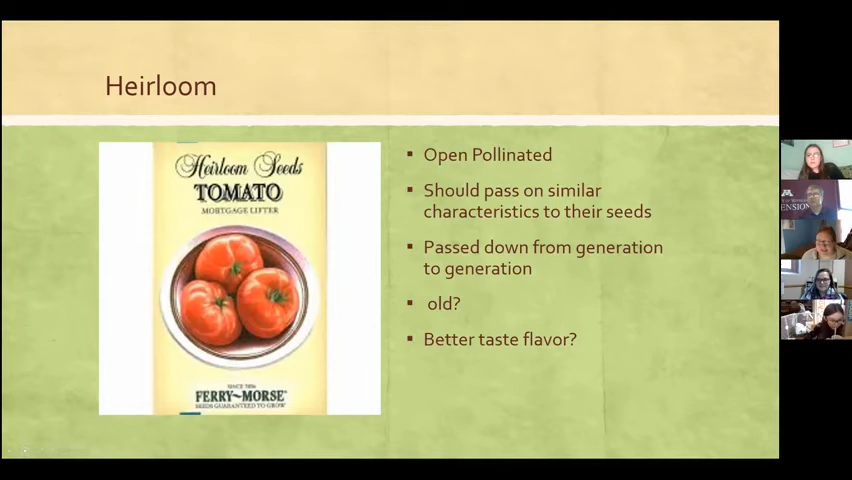 Heirloom
Heirloom Seeds
TOMATO
MORTGAGE LIFTER
SINCE 1856
FERRY~MORSE®
SEEDS GUARANTEED TO GROW
▪ Open Pollinated
▪ Should pass on similar
characteristics to their seeds
▪ Passed down from generation
to generation
▪ old?
▪ Better taste flavor?